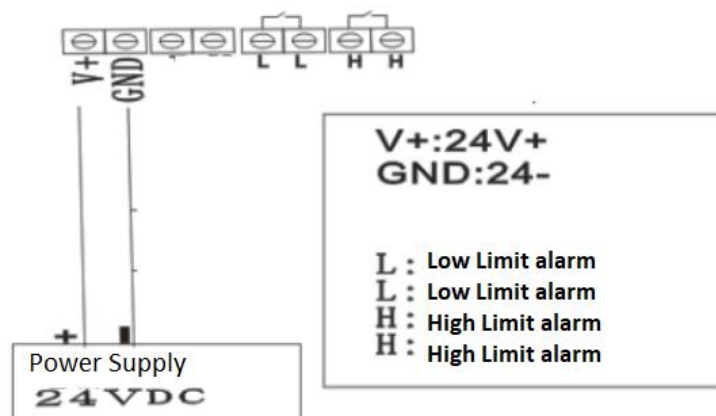 L L H H
V+ GND
V+:24V+
GND:24-
L : Low Limit alarm
L : Low Limit alarm
H : High Limit alarm
H : High Limit alarm
+ -
Power Supply
24VDC